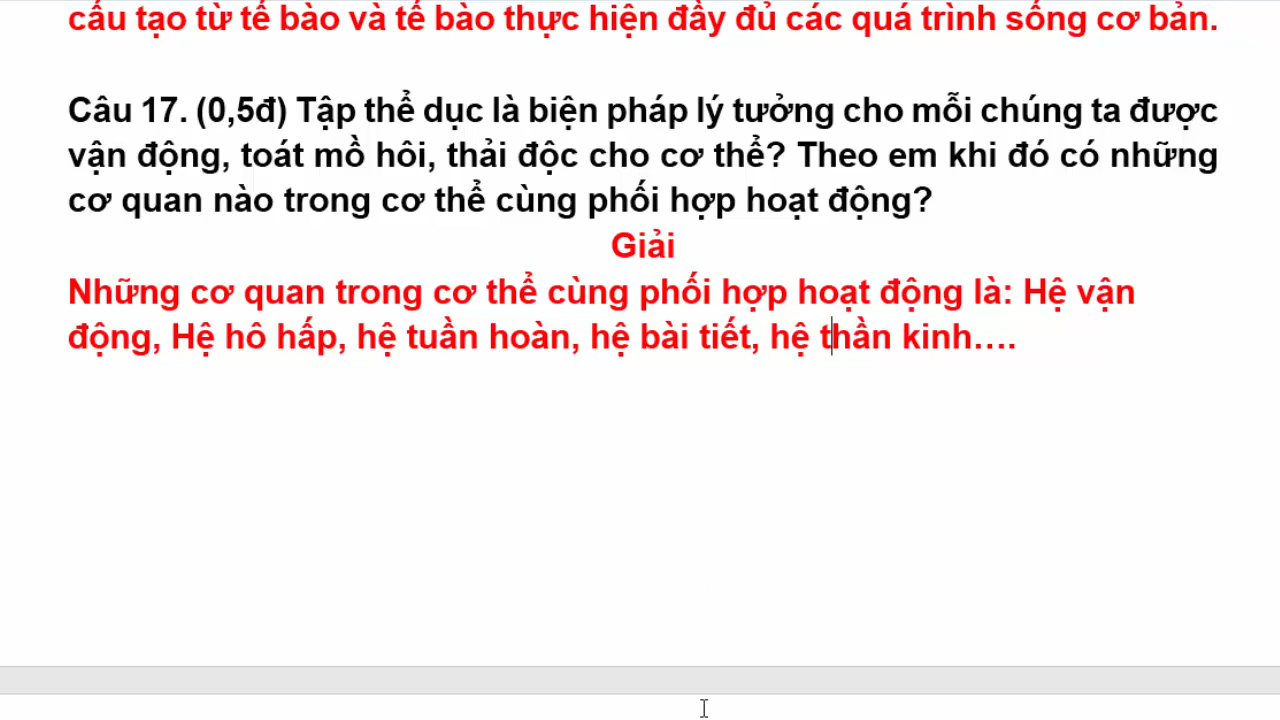 cấu tạo từ tế bào và tế bào thực hiện đầy đủ các quá trình sống cơ bản.
Câu 17. (0,5đ) Tập thể dục là biện pháp lý tưởng cho mỗi chúng ta được
vận động, toát mồ hôi, thải độc cho cơ thể? Theo em khi đó có những
cơ quan nào trong cơ thể cùng phối hợp hoạt động?
Giải
Những cơ quan trong cơ thể cùng phối hợp hoạt động là: Hệ vận
động, Hệ hô hấp, hệ tuần hoàn, hệ bài tiết, hệ thần kinh....